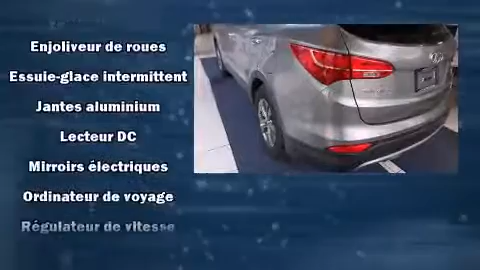 Enjoliveur de roues
Essuie-glace intermittent
Jantes aluminium
Lecteur DC
Mirroirs électriques
Ordinateur de voyage
Régulateur de vitesse